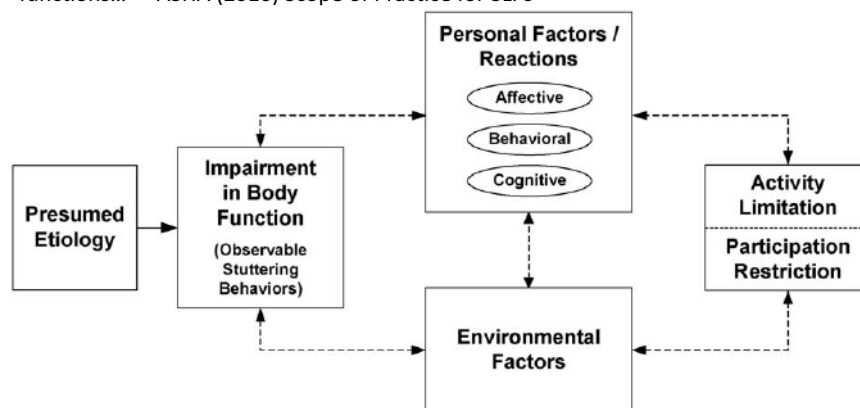 Personal Factors /
Reactions
Affective
Behavioral
Cognitive
Impairment
in Body
Function
(Observable
Stuttering
Behaviors)
Presumed
Etiology
Activity
Limitation
Participation
Restriction
Environmental
Factors